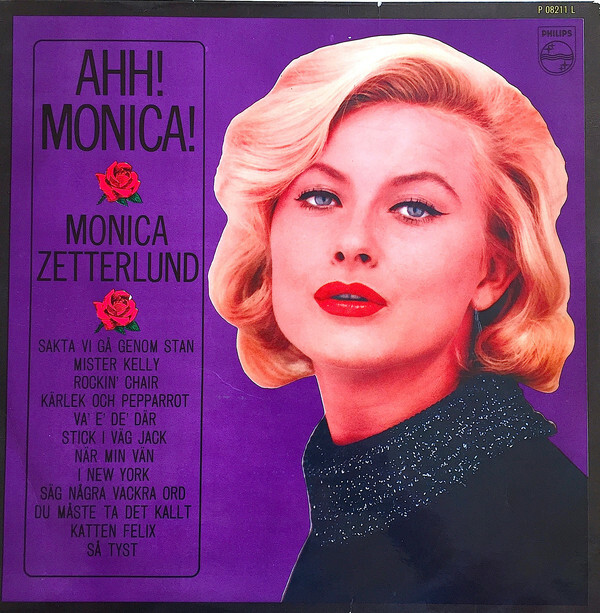 P 08211 L
PHILIPS
AHH!
MONICA!
MONICA
ZETTERLUND
SAKTA VI GÅ GENOM STAN
MISTER KELLY
ROCKIN' CHAIR
KÄRLEK OCH PEPPARROT
VA' E' DE' DÄR
STICK I VÄG JACK
NÄR MIN VÄN
I NEW YORK
SÄG NÅGRA VACKRA ORD
DU MÅSTE TA DET KALLT
KATTEN FELIX
SÅ TYST